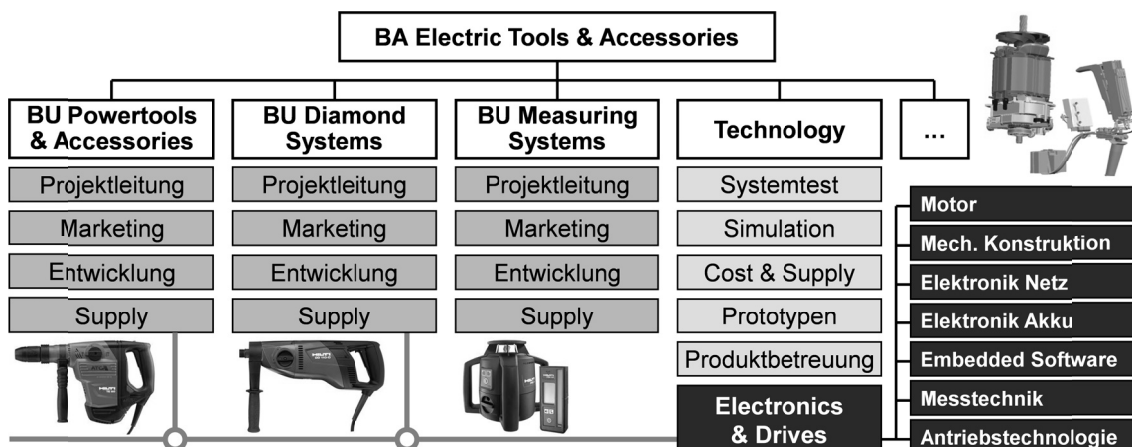 BA Electric Tools & Accessories
BU Powertools
& Accessories
Projektleitung
Marketing
Entwicklung
Supply
BU Diamond
Systems
Projektleitung
Marketing
Entwicklung
Supply
BU Measuring
Systems
Projektleitung
Marketing
Entwicklung
Supply
Technology
Systemtest
Simulation
Cost & Supply
Prototypen
Produktbetreuung
Electronics
& Drives
...
Motor
Mech. Konstruktion
Elektronik Netz
Elektronik Akku
Embedded Software
Messtechnik
Antriebstechnologie
HILTI